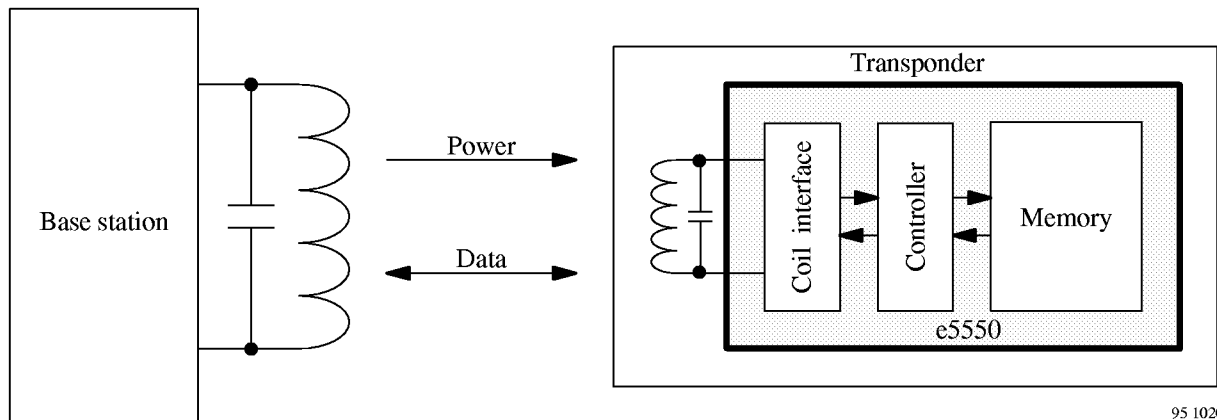 Transponder
Power
Base station
Data
Coil interface
Controller
Memory
e5550